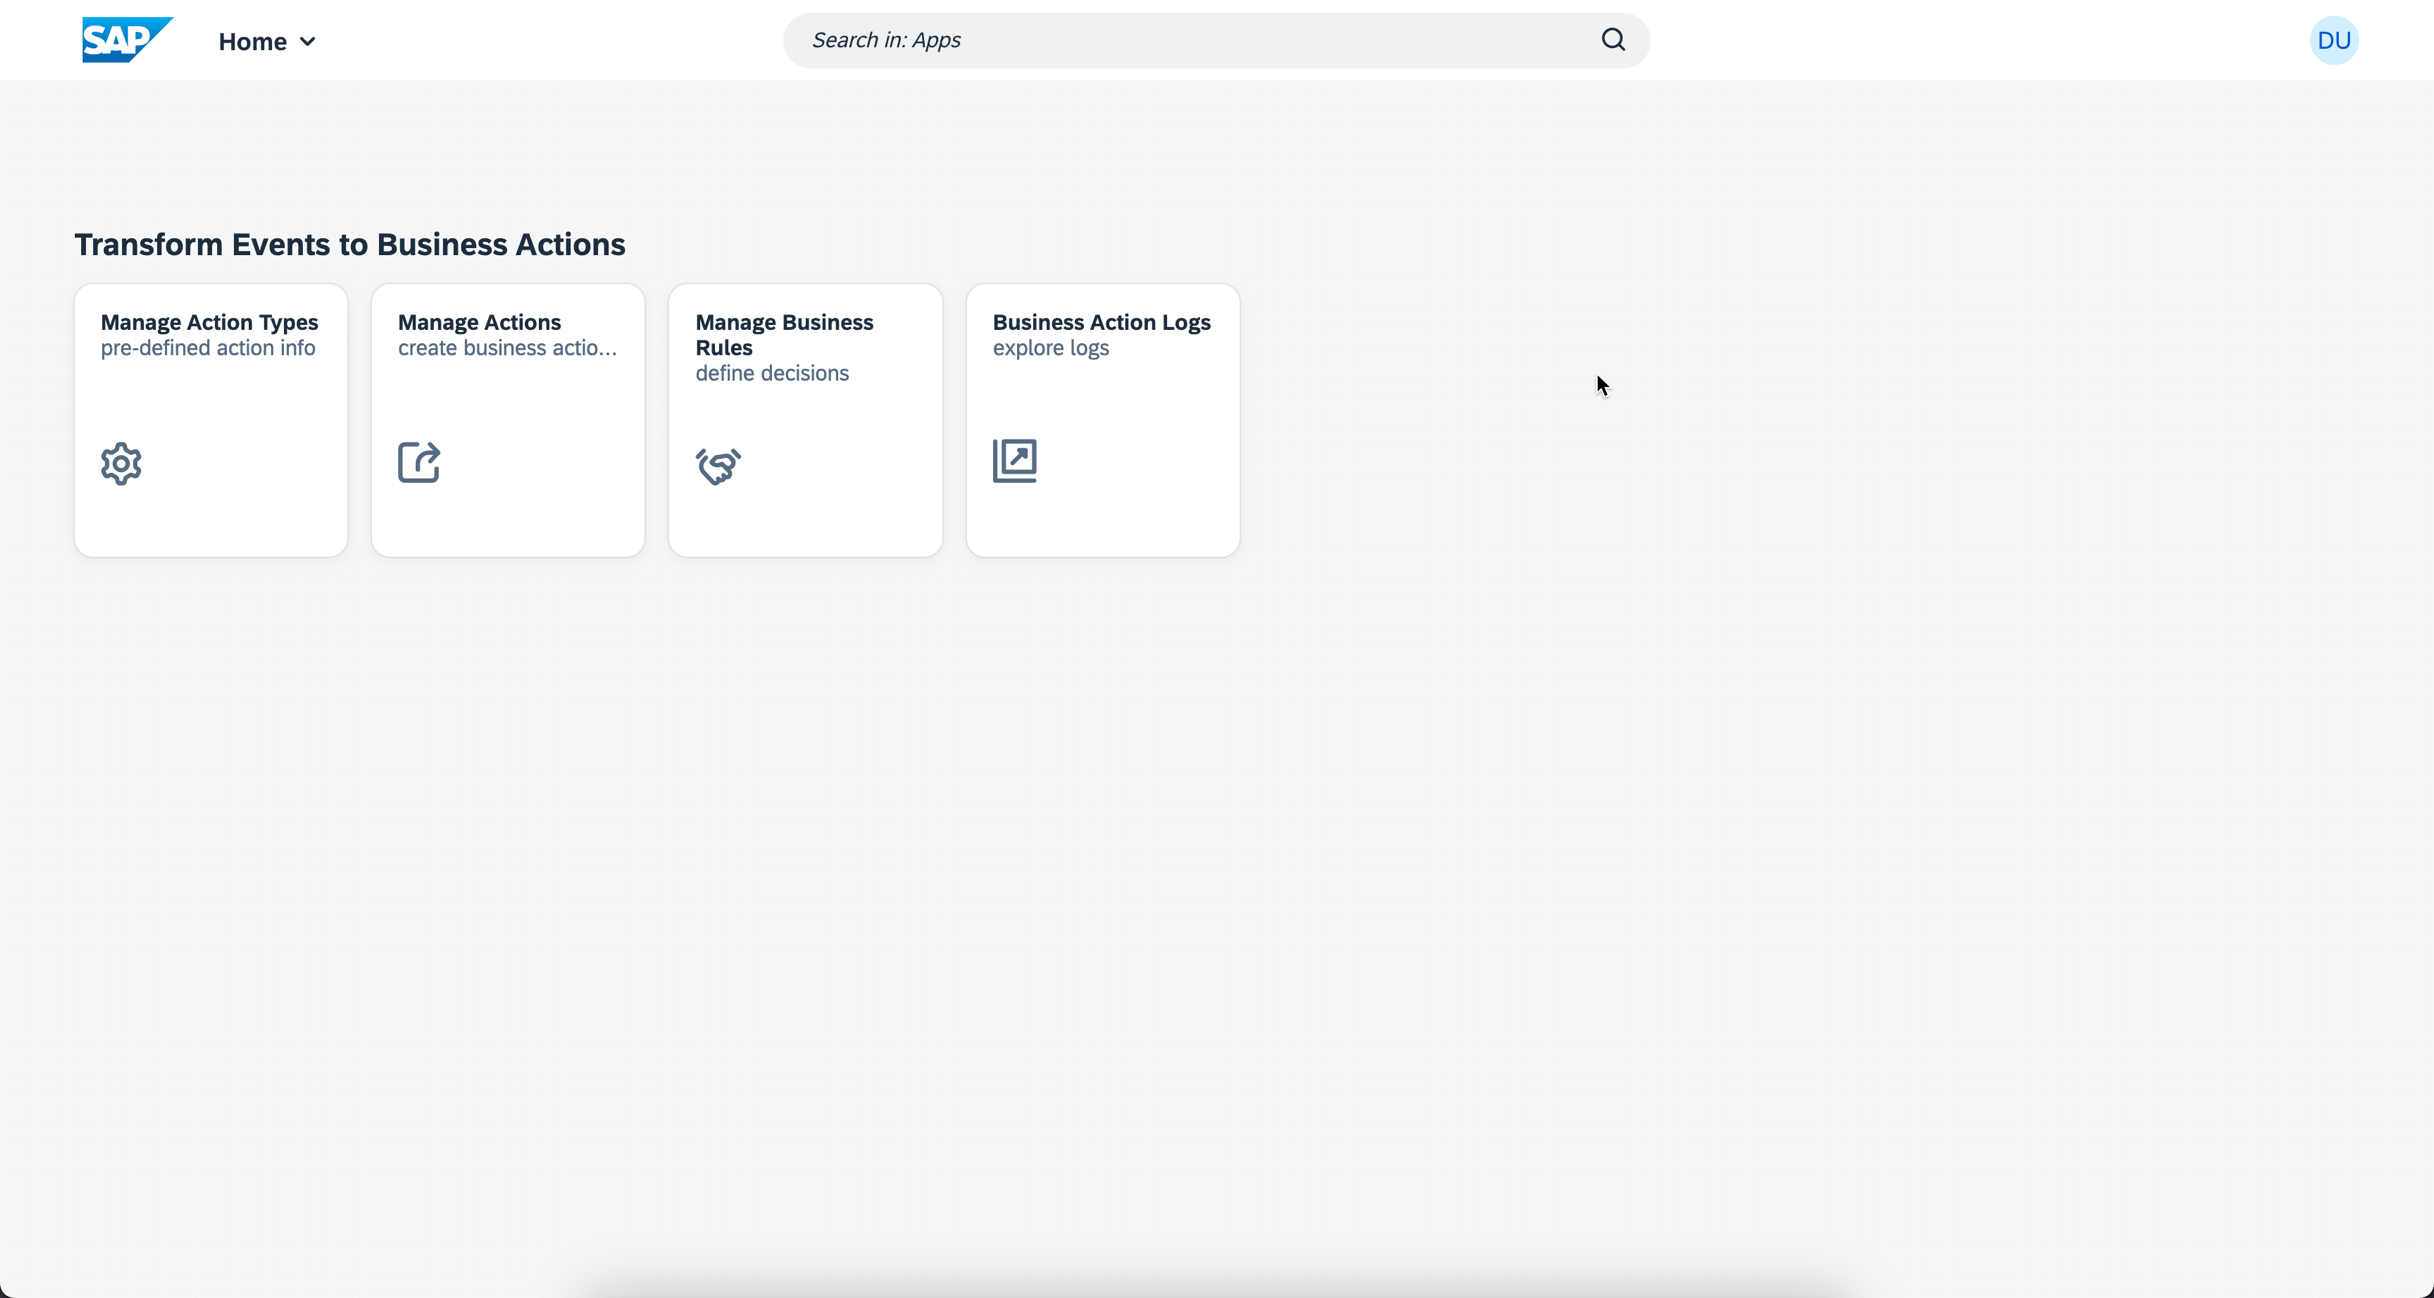 SAP
Home
Search in: Apps
DU
Transform Events to Business Actions
Manage Action Types
pre-defined action info
Manage Actions
create business actio...
Manage Business
Rules
define decisions
Business Action Logs
explore logs